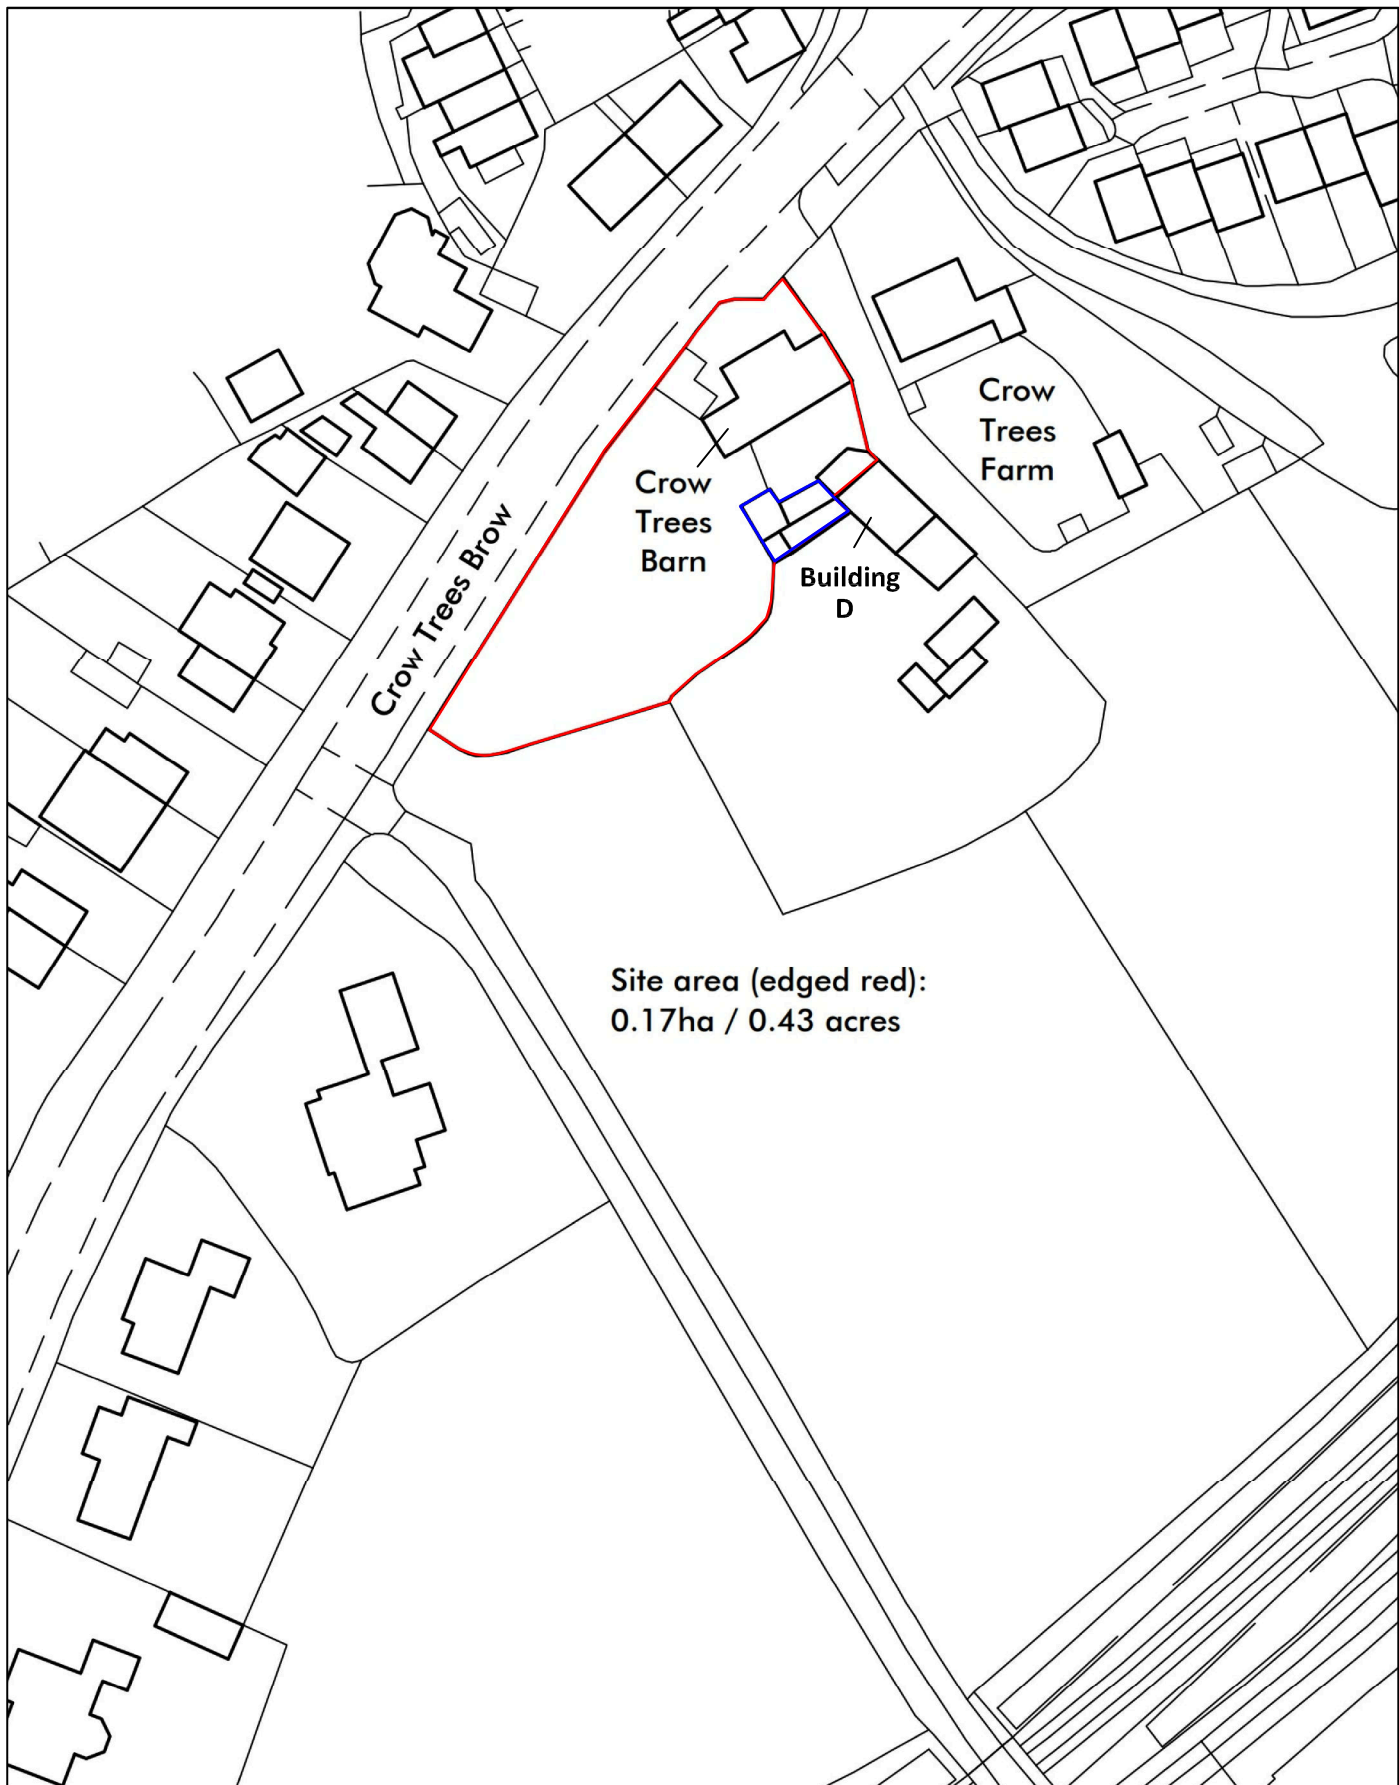 Crow
Trees
Farm
Crow
Trees
Barn
Building
D
Crow Trees Brow
Site area (edged red):
0.17ha / 0.43 acres